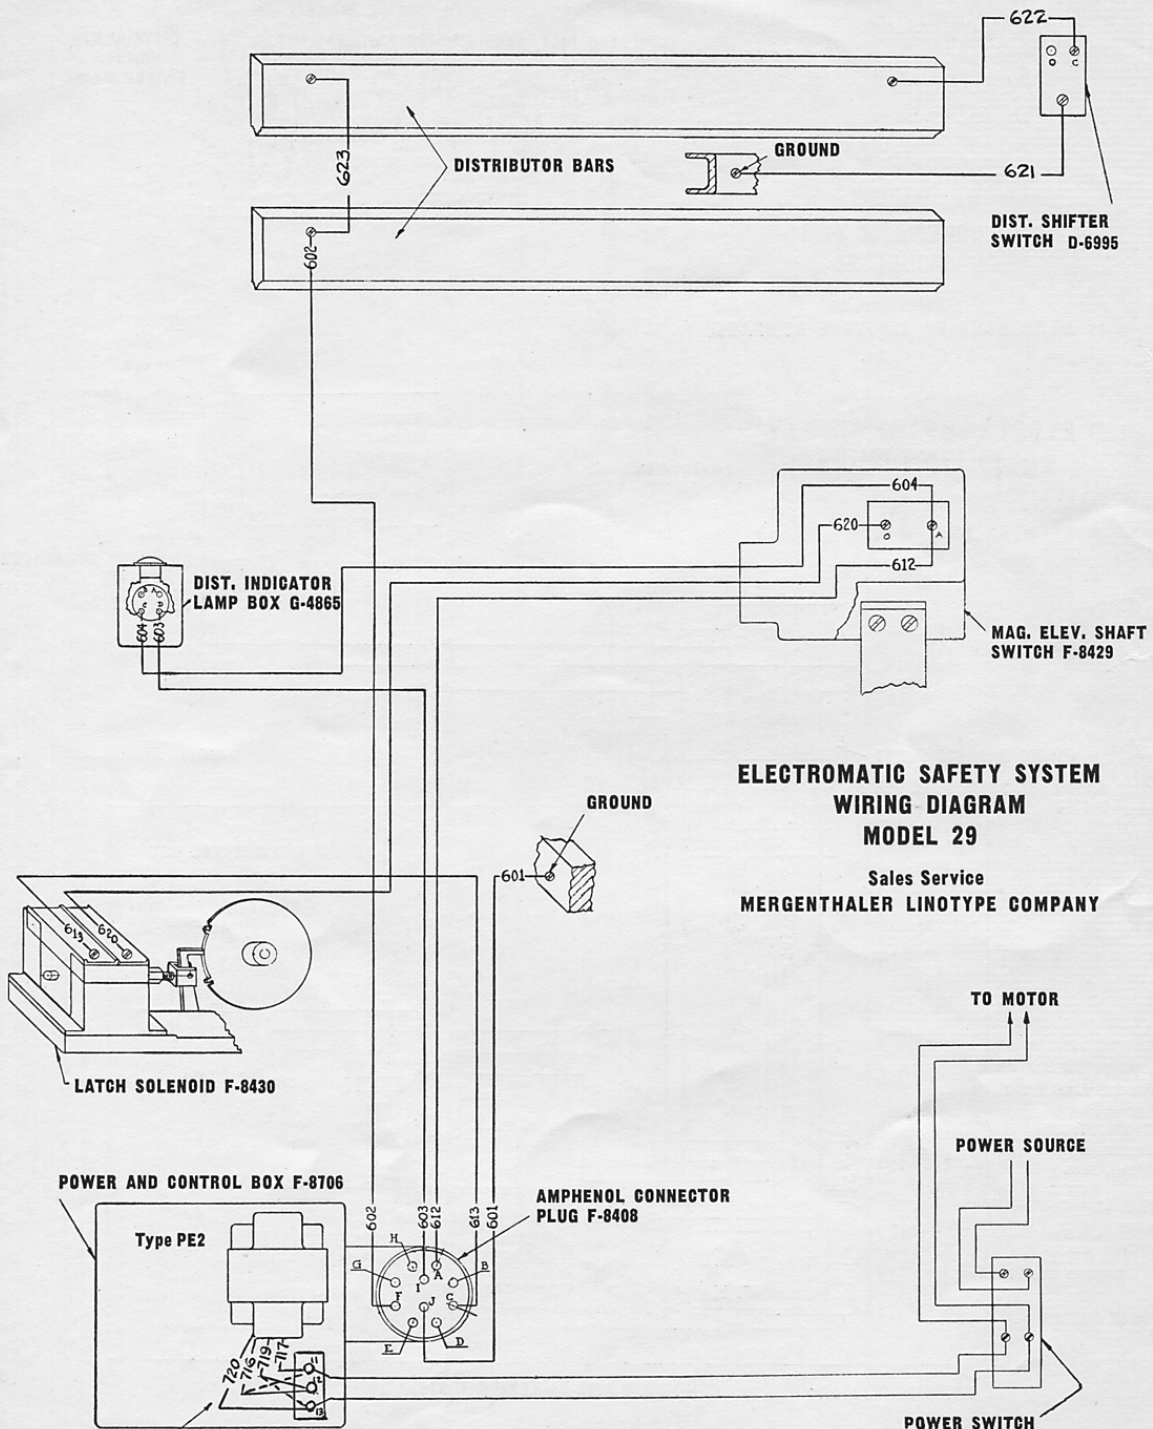 622
O C
623
DISTRIBUTOR BARS
GROUND
621
DIST. SHIFTER
SWITCH D-6995
602
604
620
O A
612
DIST. INDICATOR
LAMP BOX G-4865
604 603
MAG. ELEV. SHAFT
SWITCH F-8429
ELECTROMATIC SAFETY SYSTEM
WIRING DIAGRAM
MODEL 29
Sales Service
MERGENTHALER LINOTYPE COMPANY
GROUND
601
613 620
LATCH SOLENOID F-8430
TO MOTOR
POWER SOURCE
POWER AND CONTROL BOX F-8706
Type PE2
AMPHENOL CONNECTOR
PLUG F-8408
602 603 612 613 601
H
A
G
B
I
F
J
C
E
D
720 716 719 717
11
12
13
POWER SWITCH